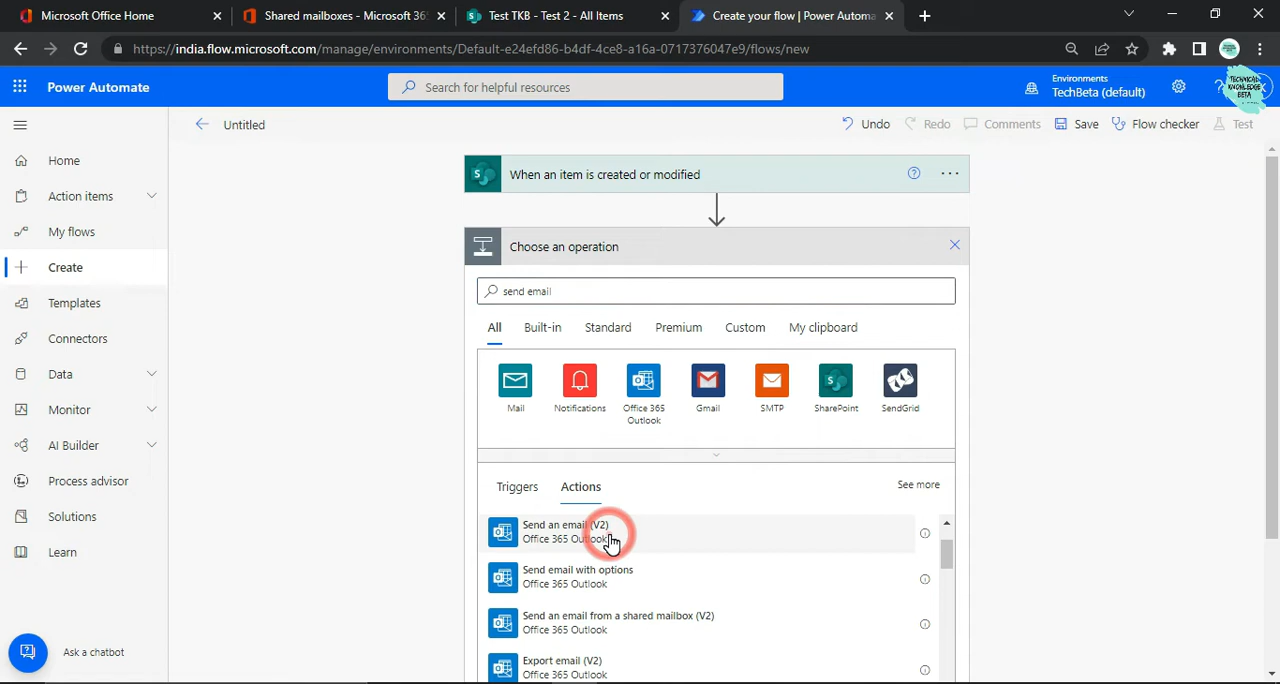 Microsoft Office Home
Shared mailboxes - Microsoft 36
Test TKB - Test 2 - All Items
Create your flow | Power Automa
https://india.flow.microsoft.com/manage/environments/Default-e24efd86-b4df-4ce8-a16a-0717376047e9/flows/new
Power Automate
Search for helpful resources
Environments
TechBeta (default)
TECHNICAL
KNOWLEDGE
BETA
Untitled
Undo
Redo
Comments
Save
Flow checker
Test
Home
Action items
My flows
Create
Templates
Connectors
Data
Monitor
AI Builder
Process advisor
Solutions
Learn
Ask a chatbot
When an item is created or modified
Choose an operation
send email
All
Built-in
Standard
Premium
Custom
My clipboard
Mail
Notifications
Office 365
Outlook
Gmail
SMTP
SharePoint
SendGrid
Triggers
Actions
See more
Send an email (V2)
Office 365 Outlook
Send email with options
Office 365 Outlook
Send an email from a shared mailbox (V2)
Office 365 Outlook
Export email (V2)
Office 365 Outlook